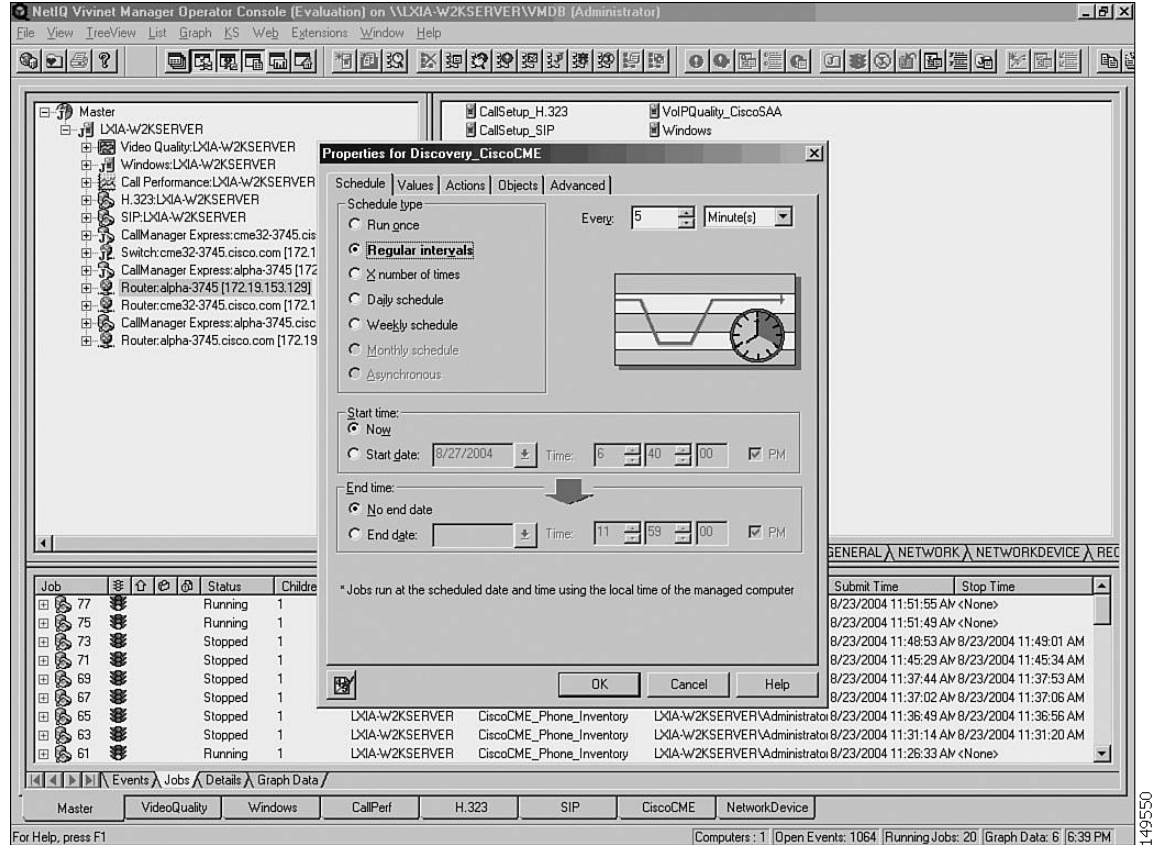 NetIQ Vivinet Manager Operator Console (Evaluation) on \\LXIA-W2KSERVER\VMDB (Administrator)
File View TreeView List Graph KS Web Extensions Window Help
Master
LXIA-W2KSERVER
Video Quality:LXIA-W2KSERVER
Windows:LXIA-W2KSERVER
Call Performance:LXIA-W2KSERVER
H.323:LXIA-W2KSERVER
SIP:LXIA-W2KSERVER
CallManager Express:cme32-3745.cis
Switch:cme32-3745.cisco.com [172.1
CallManager Express:alpha-3745 [172
Router:alpha-3745 [172.19.153.129]
Router:cme32-3745.cisco.com [172.1
CallManager Express:alpha-3745.cisc
Router:alpha-3745.cisco.com [172.19
CallSetup_H.323 VoIPQuality_CiscoSAA
CallSetup_SIP Windows
Properties for Discovery_CiscoCME
Schedule Values Actions Objects Advanced
Schedule type
Run once
Regular intervals
X number of times
Daily schedule
Weekly schedule
Monthly schedule
Asynchronous
Every: 5 Minute(s)
Start time:
Now
Start date: 8/27/2004 Time: 6 40 00 PM
End time:
No end date
End date: Time: 11 59 00 PM
* Jobs run at the scheduled date and time using the local time of the managed computer
OK Cancel Help
GENERAL NETWORK NETWORKDEVICE REC
Job Status Childre Submit Time Stop Time
77 Running 1 8/23/2004 11:51:55 AM <None>
75 Running 1 8/23/2004 11:51:49 AM <None>
73 Stopped 1 8/23/2004 11:48:53 AM 8/23/2004 11:49:01 AM
71 Stopped 1 8/23/2004 11:45:29 AM 8/23/2004 11:45:34 AM
69 Stopped 1 8/23/2004 11:37:44 AM 8/23/2004 11:37:53 AM
67 Stopped 1 8/23/2004 11:37:02 AM 8/23/2004 11:37:06 AM
65 Stopped 1 LXIA-W2KSERVER CiscoCME_Phone_Inventory LXIA-W2KSERVER\Administrator 8/23/2004 11:36:49 AM 8/23/2004 11:36:56 AM
63 Stopped 1 LXIA-W2KSERVER CiscoCME_Phone_Inventory LXIA-W2KSERVER\Administrator 8/23/2004 11:31:14 AM 8/23/2004 11:31:20 AM
61 Running 1 LXIA-W2KSERVER CiscoCME_Phone_Inventory LXIA-W2KSERVER\Administrator 8/23/2004 11:26:33 AM <None>
Events Jobs Details Graph Data
Master VideoQuality Windows CallPerf H.323 SIP CiscoCME NetworkDevice
For Help, press F1
Computers : 1 Open Events: 1064 Running Jobs: 20 Graph Data: 6 6:39 PM
149550